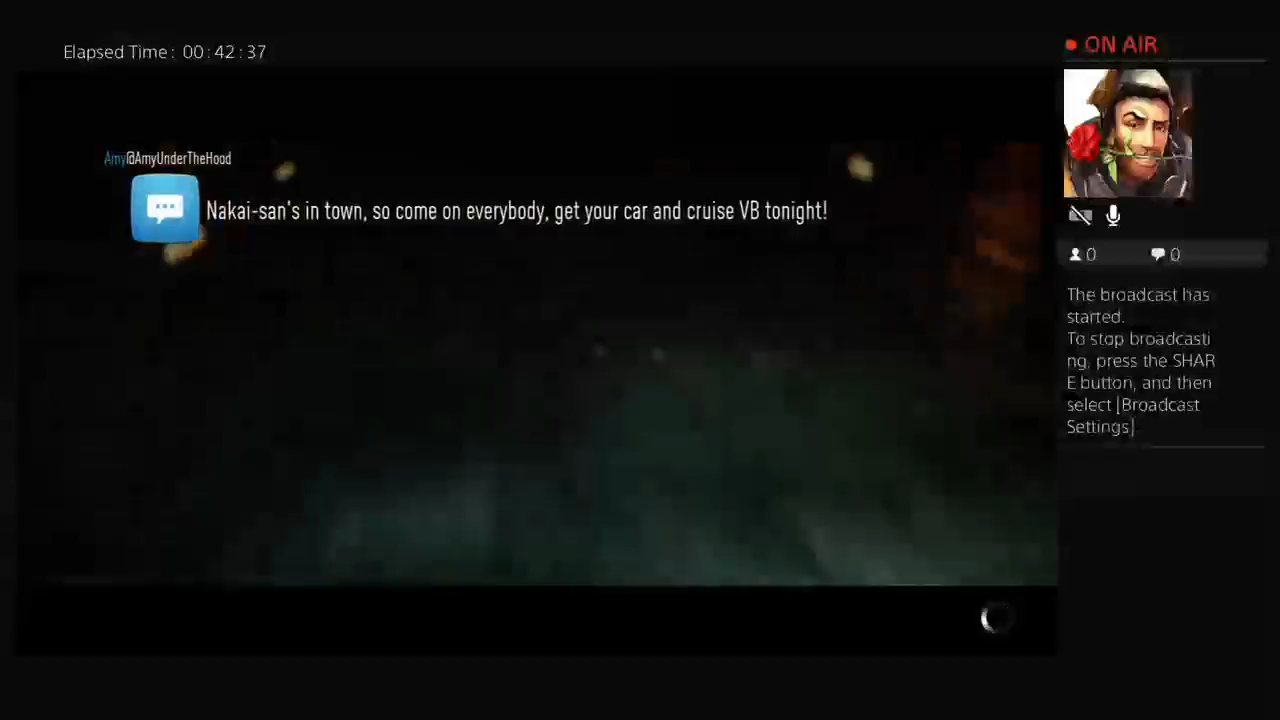 Elapsed Time: 00:42:37
ON AIR
Amy@AmyUnderTheHood
Nakai-san's in town, so come on everybody, get your car and cruise VB tonight!
0 0
The broadcast has
started.
To stop broadcasti
ng, press the SHAR
E button, and then
select [Broadcast
Settings]